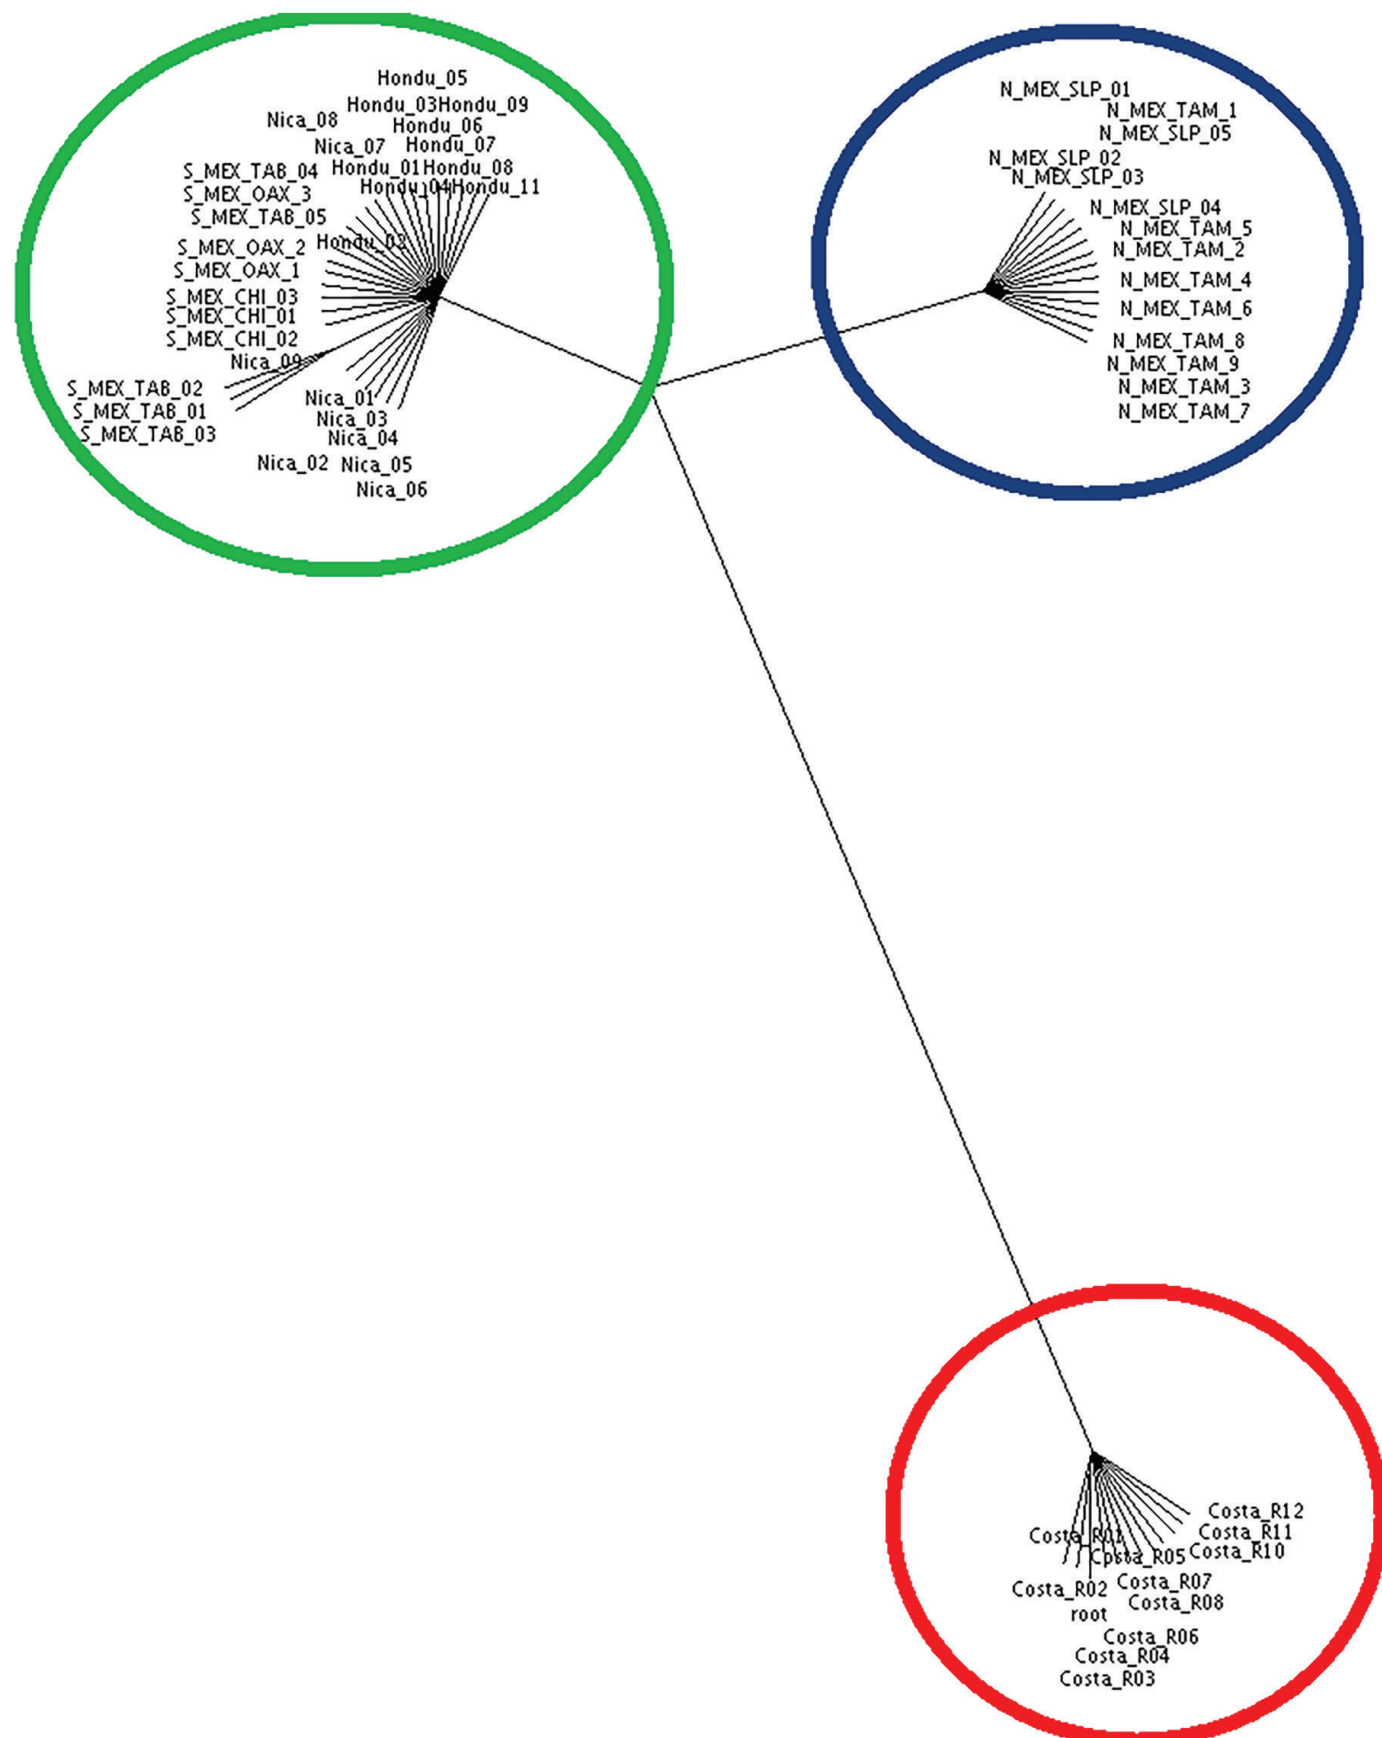 Hondu_05
Hondu_03Hondu_09
Nica_08
Hondu_06
Nica_07
Hondu_07
S_MEX_TAB_04
Hondu_01Hondu_08
S_MEX_OAX_3
Hondu_04Hondu_11
S_MEX_TAB_05
S_MEX_OAX_2
Hondu_02
S_MEX_OAX_1
S_MEX_CHI_03
S_MEX_CHI_01
S_MEX_CHI_02
Nica_09
S_MEX_TAB_02
S_MEX_TAB_01
S_MEX_TAB_03
Nica_01
Nica_03
Nica_04
Nica_02
Nica_05
Nica_06
N_MEX_SLP_01
N_MEX_TAM_1
N_MEX_SLP_05
N_MEX_SLP_02
N_MEX_SLP_03
N_MEX_SLP_04
N_MEX_TAM_5
N_MEX_TAM_2
N_MEX_TAM_4
N_MEX_TAM_6
N_MEX_TAM_8
N_MEX_TAM_9
N_MEX_TAM_3
N_MEX_TAM_7
Costa_R12
Costa_R11
Costa_R01
Costa_R10
Costa_R05
Costa_R07
Costa_R02
Costa_R08
root
Costa_R06
Costa_R04
Costa_R03